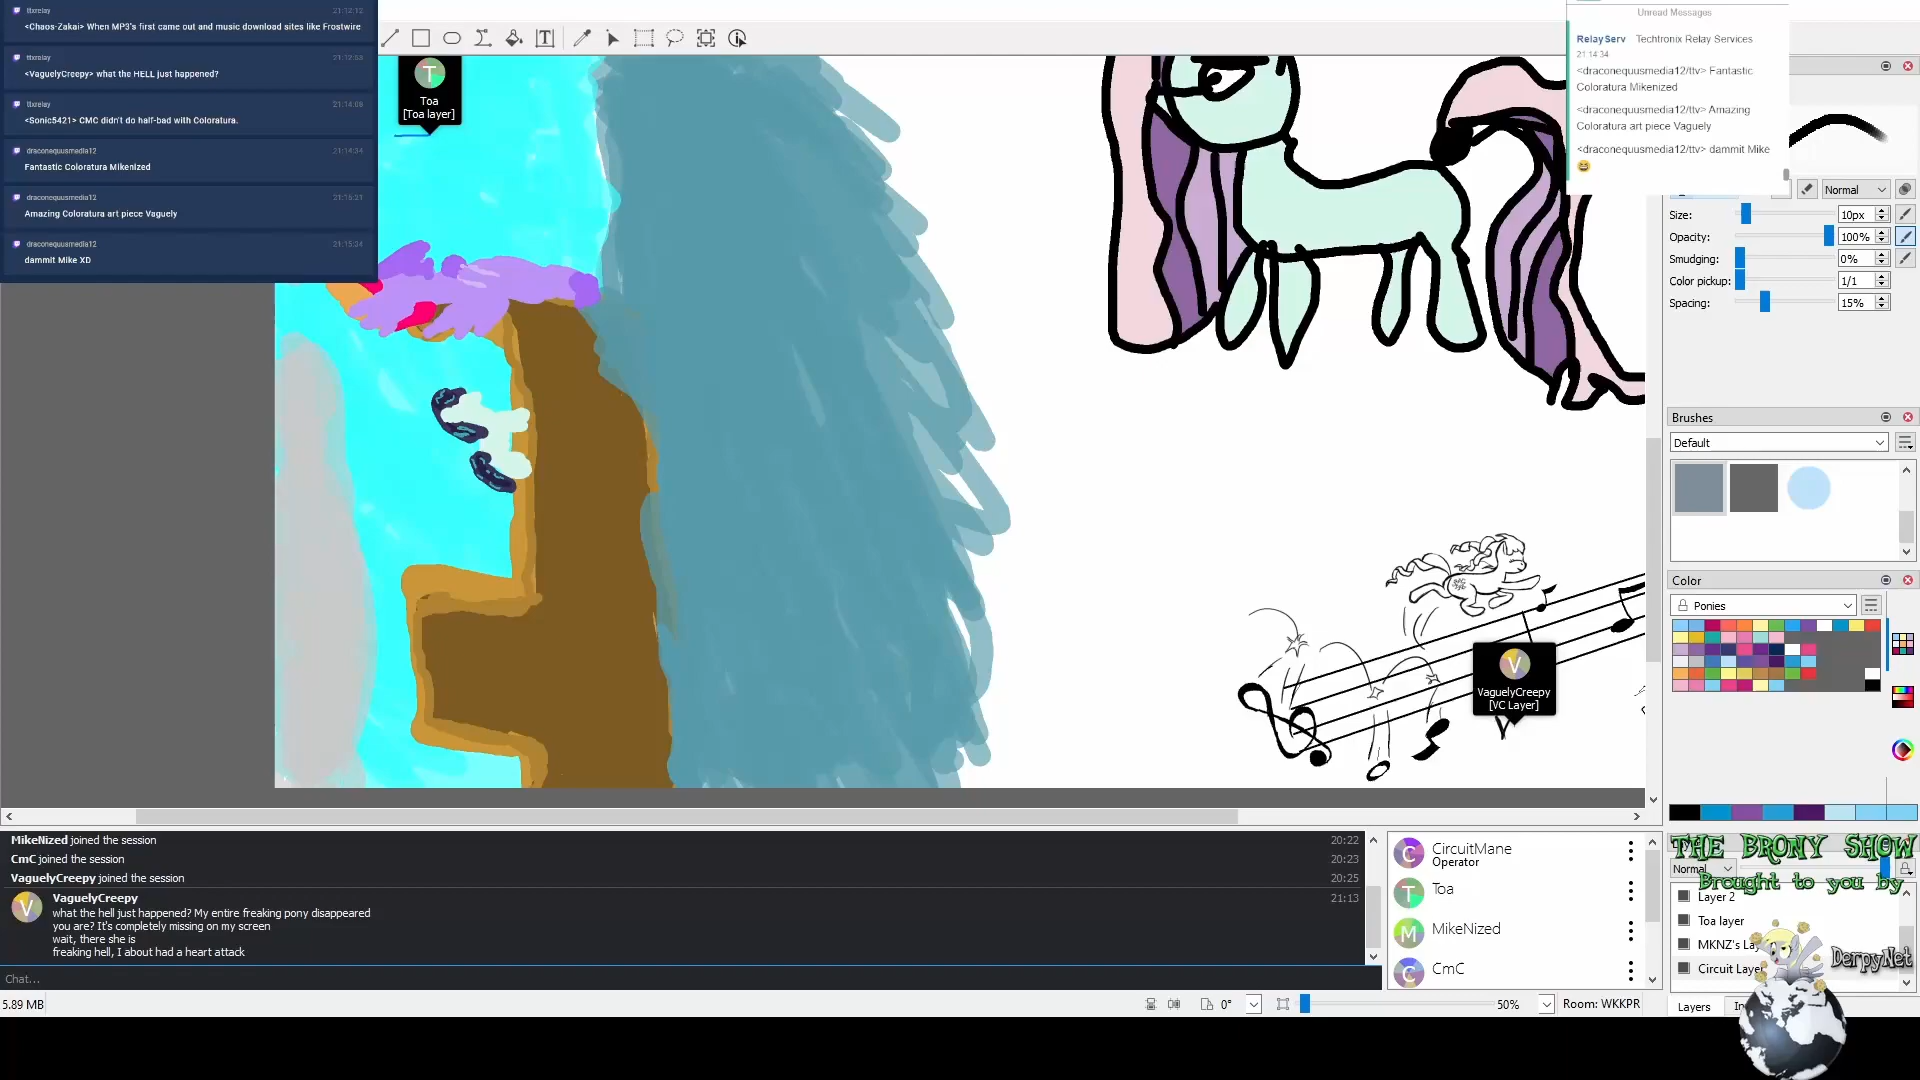 ttxrelay 21:12:12
<Chaos-Zakai> When MP3's first came out and music download sites like Frostwire
ttxrelay 21:12:53
<VaguelyCreepy> what the HELL just happened?
ttxrelay 21:14:09
<Sonic5421> CMC didn't do half-bad with Coloratura.
draconequusmedia12 21:14:34
Fantastic Coloratura Mikenized
draconequusmedia12 21:15:21
Amazing Coloratura art piece Vaguely
draconequusmedia12 21:15:34
dammit Mike XD
T
Toa
[Toa layer]
Unread Messages
RelayServ Techtronix Relay Services
21:14:34
<draconequusmedia12/ttv> Fantastic
Coloratura Mikenized
<draconequusmedia12/ttv> Amazing
Coloratura art piece Vaguely
<draconequusmedia12/ttv> dammit Mike
Normal
Size: 10px
Opacity: 100%
Smudging: 0%
Color pickup: 1/1
Spacing: 15%
Brushes
Default
Color
Ponies
V
VaguelyCreepy
[VC Layer]
MikeNized joined the session 20:22
CmC joined the session 20:23
VaguelyCreepy joined the session 20:25
V
VaguelyCreepy 21:13
what the hell just happened? My entire freaking pony disappeared
you are? It's completely missing on my screen
wait, there she is
freaking hell, I about had a heart attack
Chat...
C CircuitMane
Operator
T Toa
M MikeNized
C CmC
THE BRONY SHOW
Brought to you by
DerpyNet
Normal
Layer 2
Toa layer
MKNZ's La
Circuit Layer
Layers
5.89 MB
0°
50%
Room: WKKPR